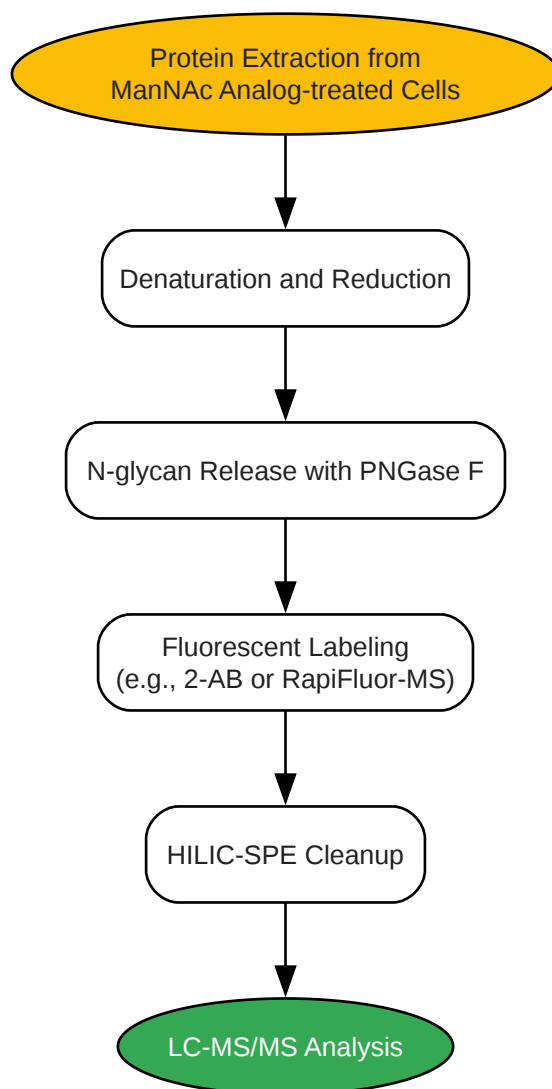 Protein Extraction from
ManNAc Analog-treated Cells
Denaturation and Reduction
N-glycan Release with PNGase F
Fluorescent Labeling
(e.g., 2-AB or RapiFluor-MS)
HILIC-SPE Cleanup
LC-MS/MS Analysis